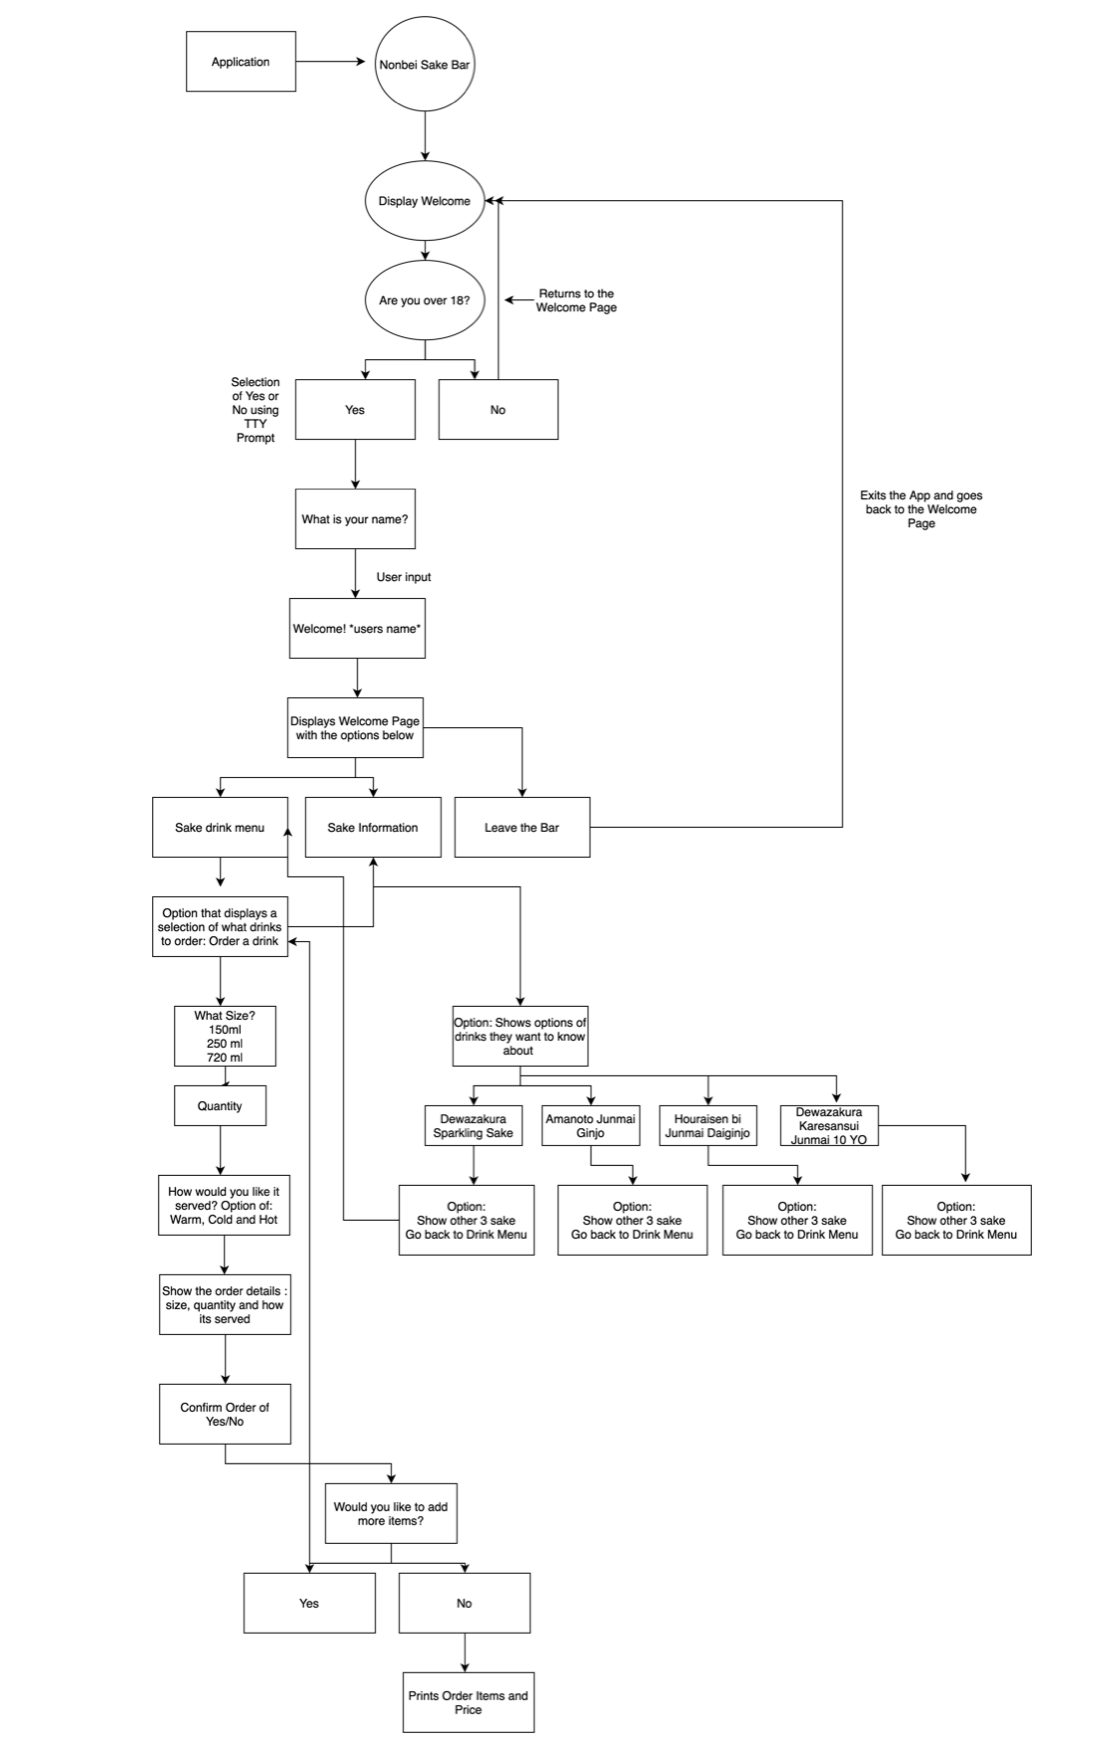 Application
Nonbei Sake Bar
Display Welcome
Are you over 18?
Returns to the
Welcome Page
Selection
of Yes or
No using
TTY
Prompt
Yes
No
What is your name?
Exits the App and goes
back to the Welcome
Page
User input
Welcome! *users name*
Displays Welcome Page
with the options below
Sake drink menu
Sake Information
Leave the Bar
Option that displays a
selection of what drinks
to order: Order a drink
What Size?
150ml
250 ml
720 ml
Option: Shows options of
drinks they want to know
about
Quantity
Dewazakura
Sparkling Sake
Amanoto Junmai
Ginjo
Houraisen bi
Junmai Daiginjo
Dewazakura
Karesansui
Junmai 10 YO
How would you like it
served? Option of:
Warm, Cold and Hot
Option:
Show other 3 sake
Go back to Drink Menu
Option:
Show other 3 sake
Go back to Drink Menu
Option:
Show other 3 sake
Go back to Drink Menu
Option:
Show other 3 sake
Go back to Drink Menu
Show the order details :
size, quantity and how
its served
Confirm Order of
Yes/No
Would you like to add
more items?
Yes
No
Prints Order Items and
Price